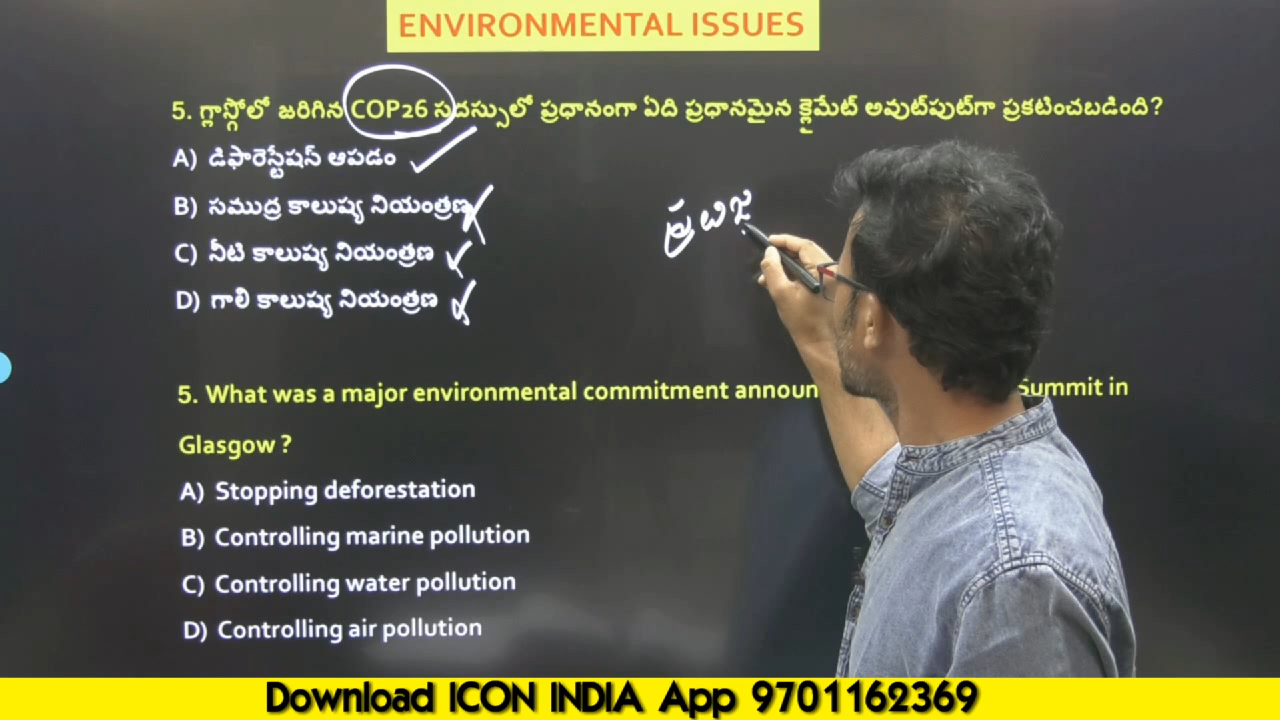 ENVIRONMENTAL ISSUES
5. గ్లాస్గోలో జరిగిన COP26 సదస్సులో ప్రధానంగా ఏది ప్రధానమైన క్లైమేట్ అవుట్‌పుట్‌గా ప్రకటించబడింది?
A) డిఫారెస్టేషన్ ఆపడం
B) సముద్ర కాలుష్య నియంత్రణ
C) నీటి కాలుష్య నియంత్రణ
D) గాలి కాలుష్య నియంత్రణ
5. What was a major environmental commitment announ Summit in
Glasgow ?
A) Stopping deforestation
B) Controlling marine pollution
C) Controlling water pollution
D) Controlling air pollution
Download ICON INDIA App 9701162369